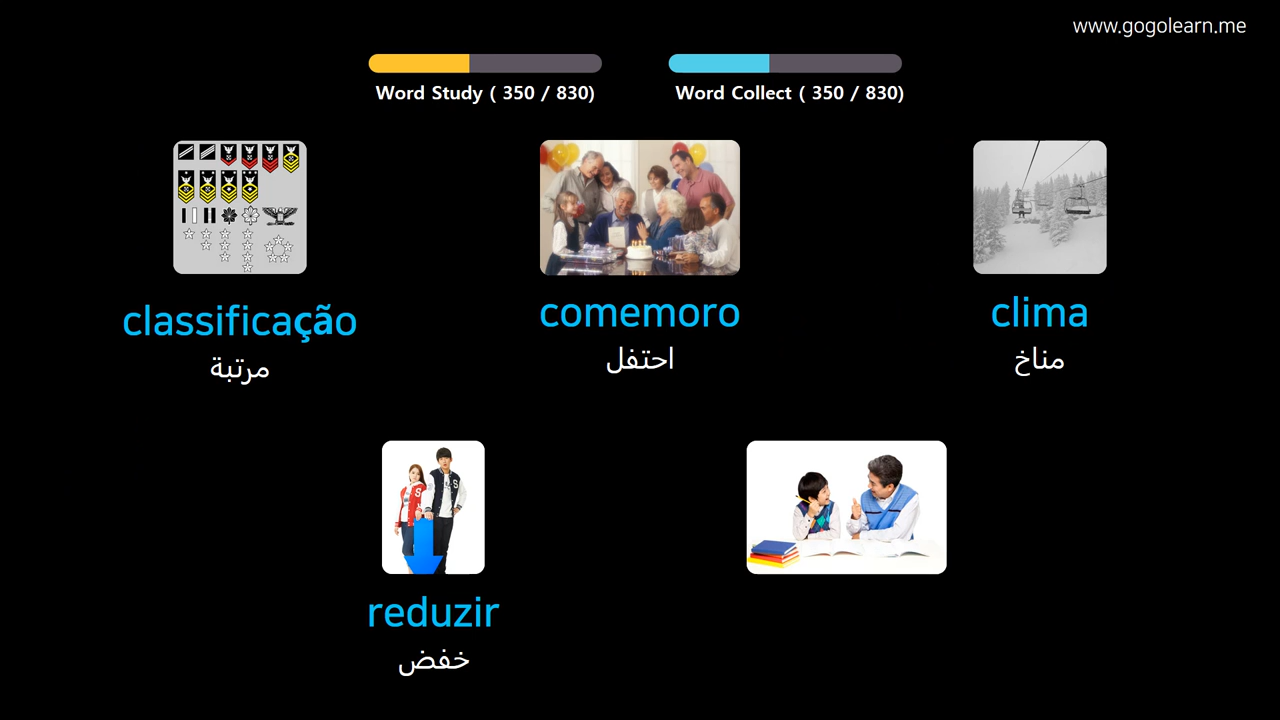 www.gogolearn.me
Word Study ( 350 / 830)
Word Collect ( 350 / 830)
classificação
مرتبة
comemoro
احتفل
clima
مناخ
reduzir
خفض